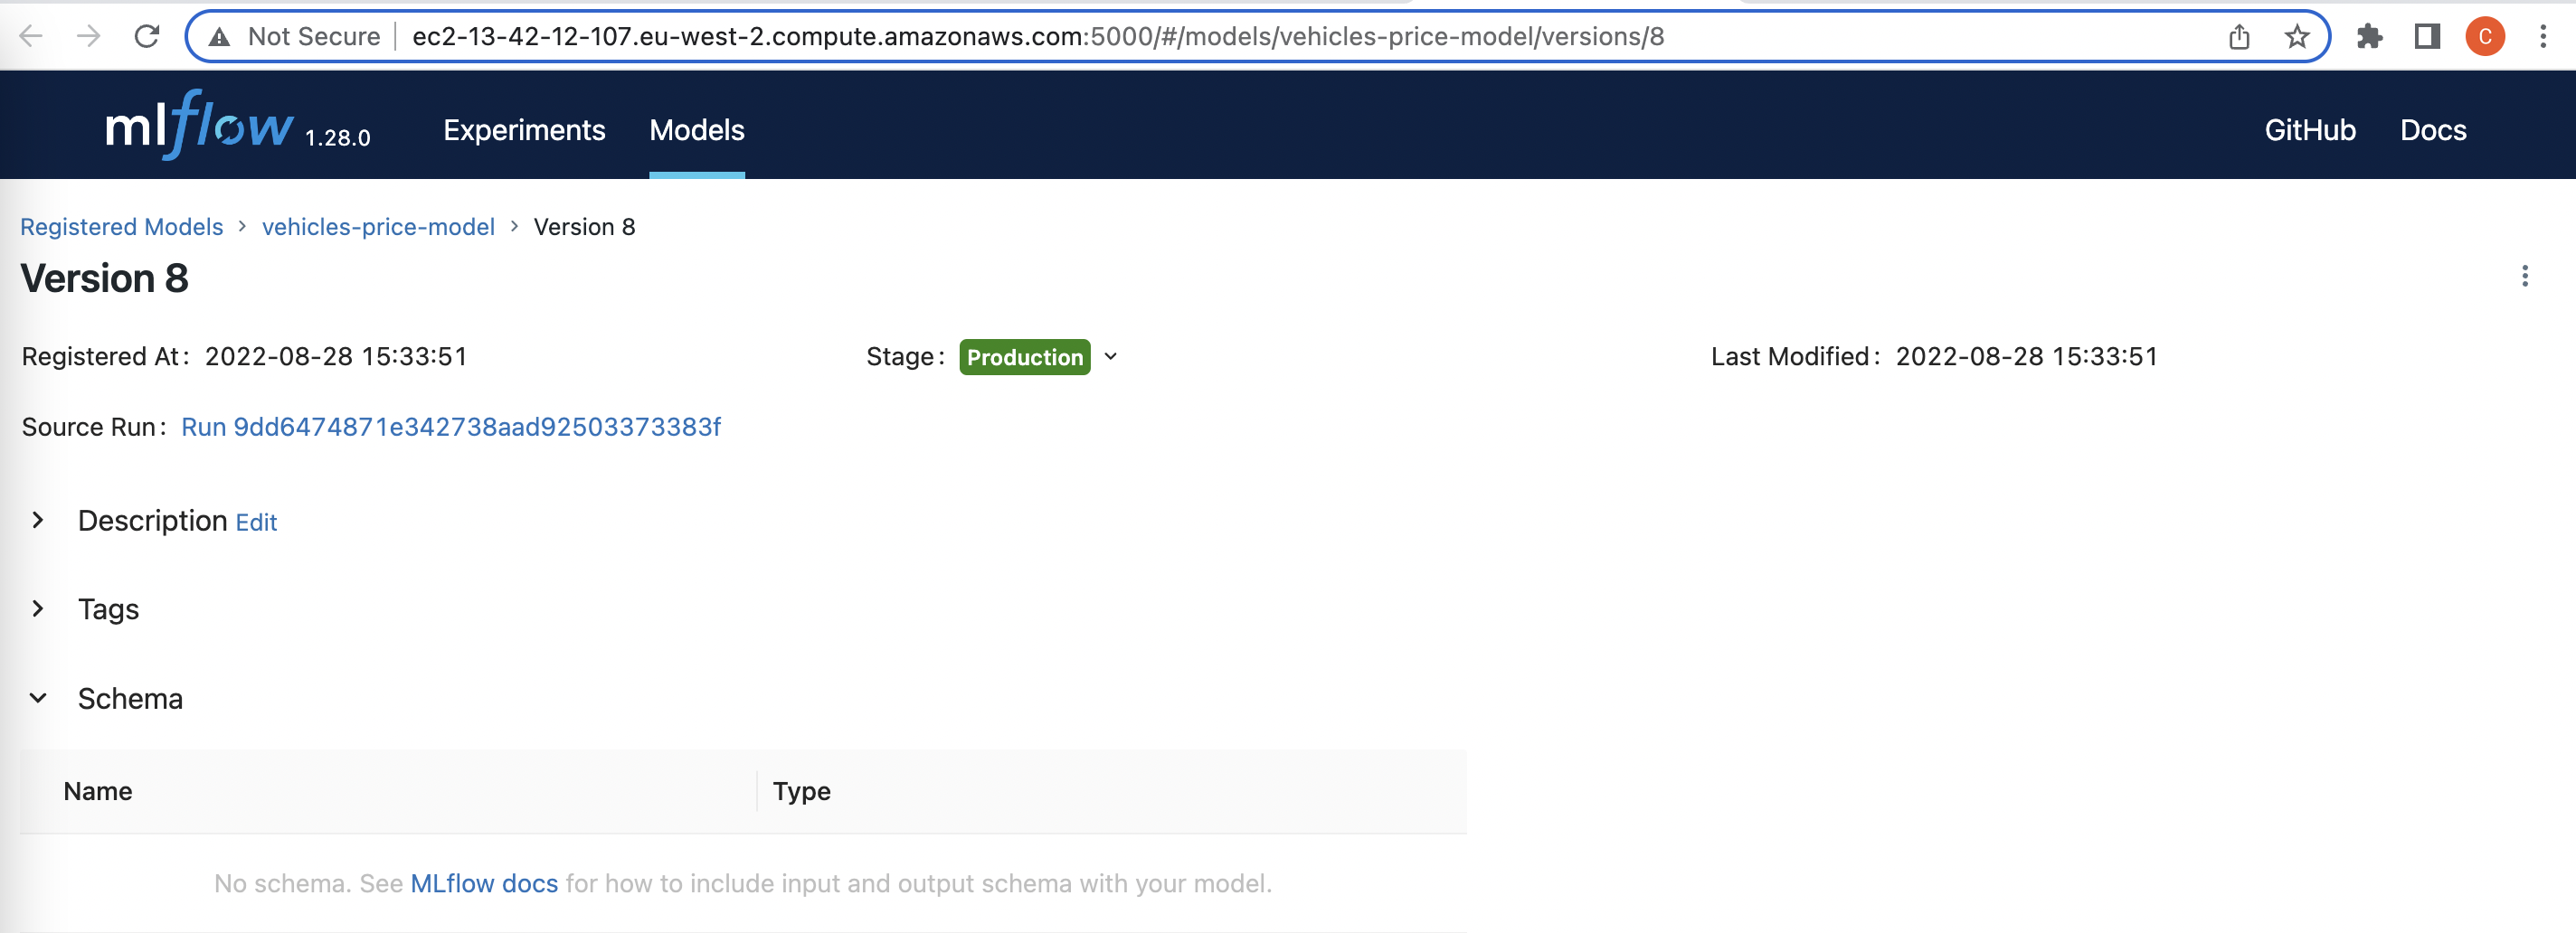 Not Secure ec2-13-42-12-107.eu-west-2.compute.amazonaws.com:5000/#/models/vehicles-price-model/versions/8 C
mlflow 1.28.0 Experiments Models GitHub Docs
Registered Models > vehicles-price-model > Version 8
Version 8
Registered At: 2022-08-28 15:33:51 Stage: Production Last Modified: 2022-08-28 15:33:51
Source Run: Run 9dd6474871e342738aad92503373383f
Description Edit
Tags
Schema
Name Type
No schema. See MLflow docs for how to include input and output schema with your model.